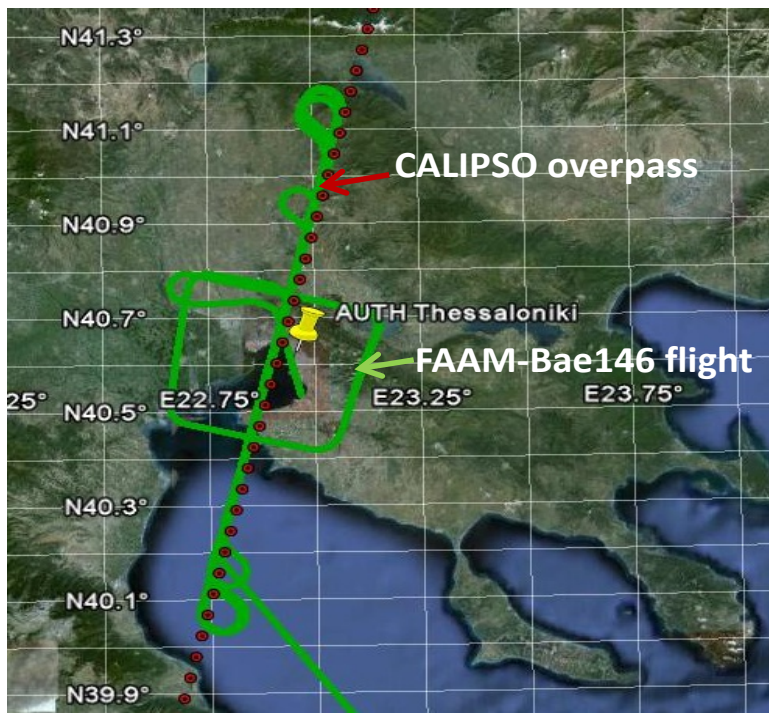 N41.3°
N41.1°
CALIPSO overpass
N40.9°
N40.7°
AUTH Thessaloniki
FAAM-Bae146 flight
25°
E22.75°
E23.25°
E23.75°
N40.5°
N40.3°
N40.1°
N39.9°